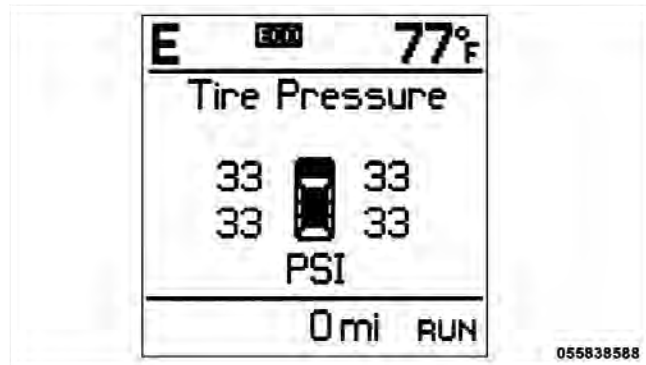 E ECO 77°F
Tire Pressure
33 33
33 33
PSI
0 mi RUN
055838588